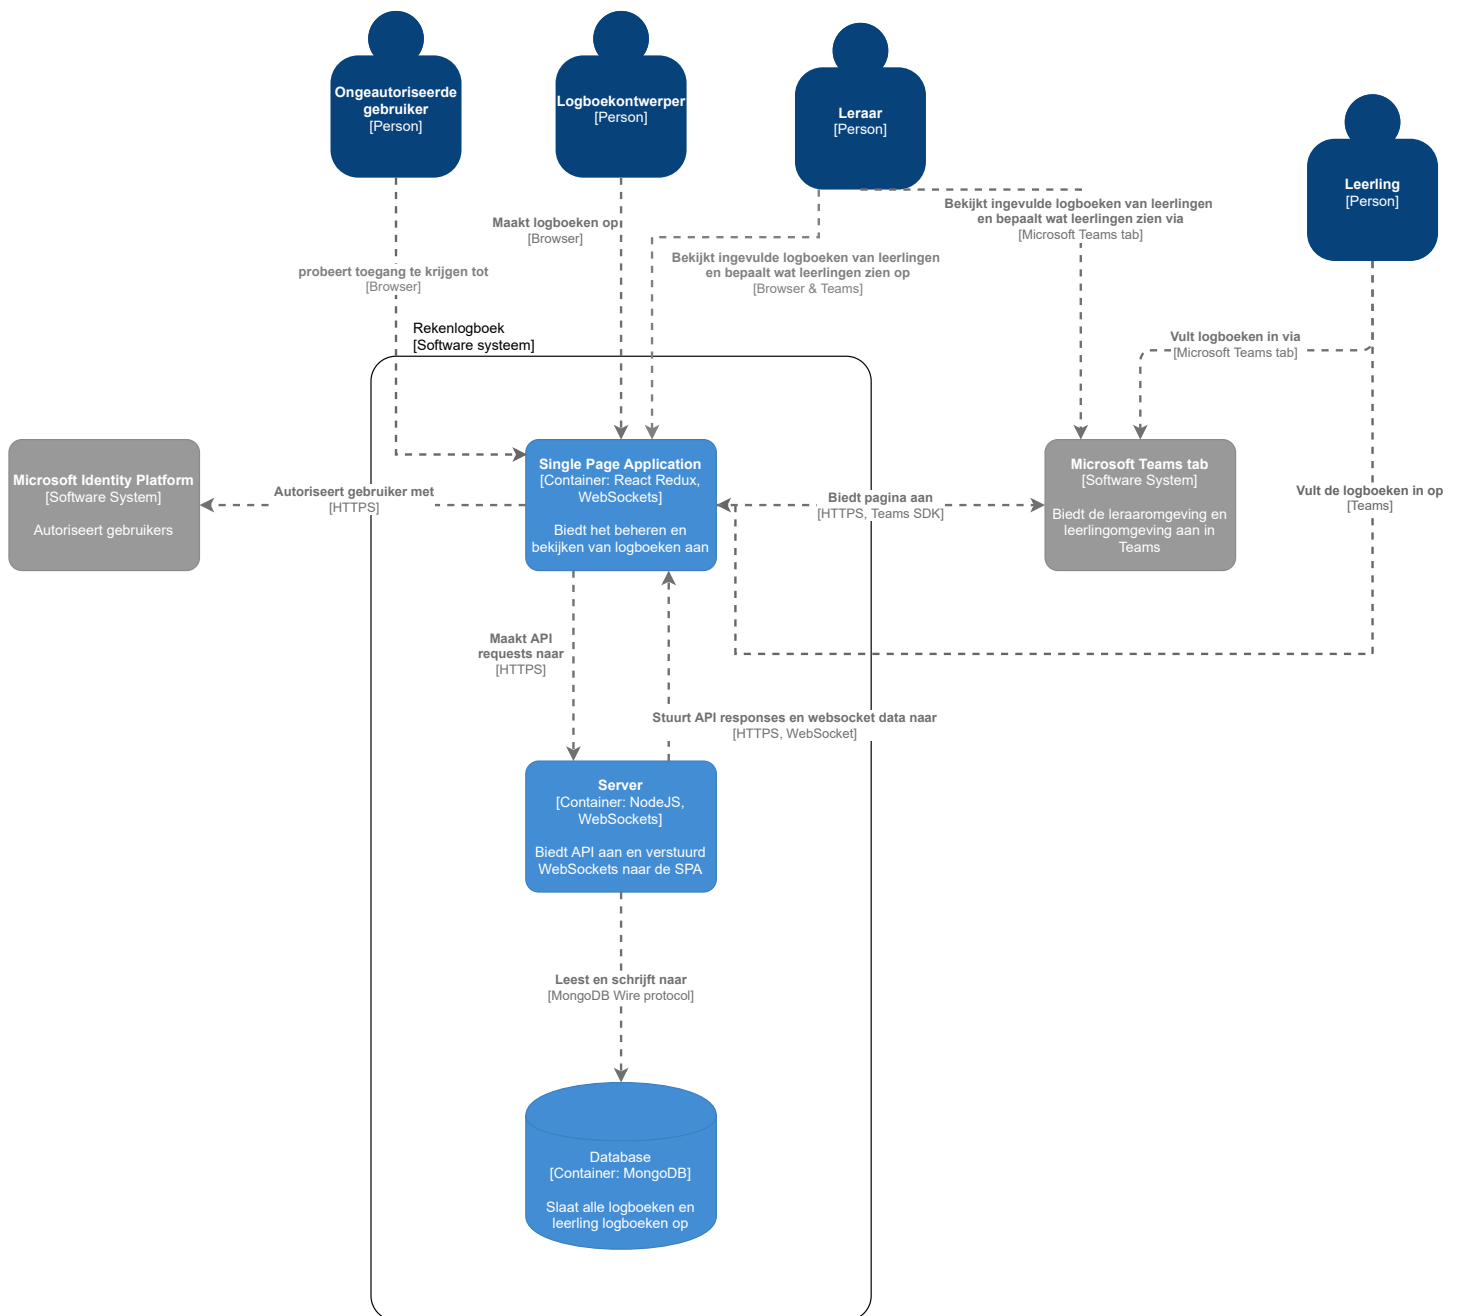 Ongeautoriseerde
gebruiker
[Person]
Logboekontwerper
[Person]
Leraar
[Person]
Leerling
[Person]
Maakt logboeken op
[Browser]
Bekijkt ingevulde logboeken van leerlingen
en bepaalt wat leerlingen zien via
[Microsoft Teams tab]
probeert toegang te krijgen tot
[Browser]
Bekijkt ingevulde logboeken van leerlingen
en bepaalt wat leerlingen zien op
[Browser & Teams]
Rekenlogboek
[Software systeem]
Vult logboeken in via
[Microsoft Teams tab]
Microsoft Identity Platform
[Software System]
Autoriseert gebruikers
Autoriseert gebruiker met
[HTTPS]
Single Page Application
[Container: React Redux,
WebSockets]
Biedt het beheren en
bekijken van logboeken aan
Biedt pagina aan
[HTTPS, Teams SDK]
Microsoft Teams tab
[Software System]
Biedt de leraaromgeving en
leerlingomgeving aan in
Teams
Vult de logboeken in op
[Teams]
Maakt API
requests naar
[HTTPS]
Stuurt API responses en websocket data naar
[HTTPS, WebSocket]
Server
[Container: NodeJS,
WebSockets]
Biedt API aan en verstuurd
WebSockets naar de SPA
Leest en schrijft naar
[MongoDB Wire protocol]
Database
[Container: MongoDB]
Slaat alle logboeken en
leerling logboeken op